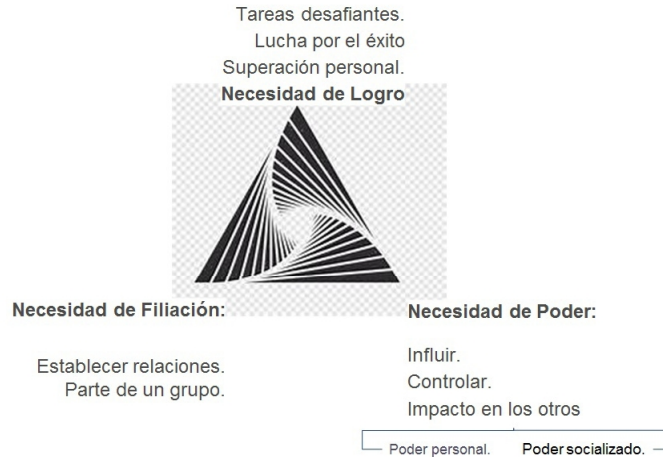 Tareas desafiantes.
Lucha por el éxito
Superación personal.
Necesidad de Logro
Necesidad de Filiación:
Establecer relaciones.
Parte de un grupo.
Necesidad de Poder:
Influir.
Controlar.
Impacto en los otros
Poder personal.
Poder socializado.